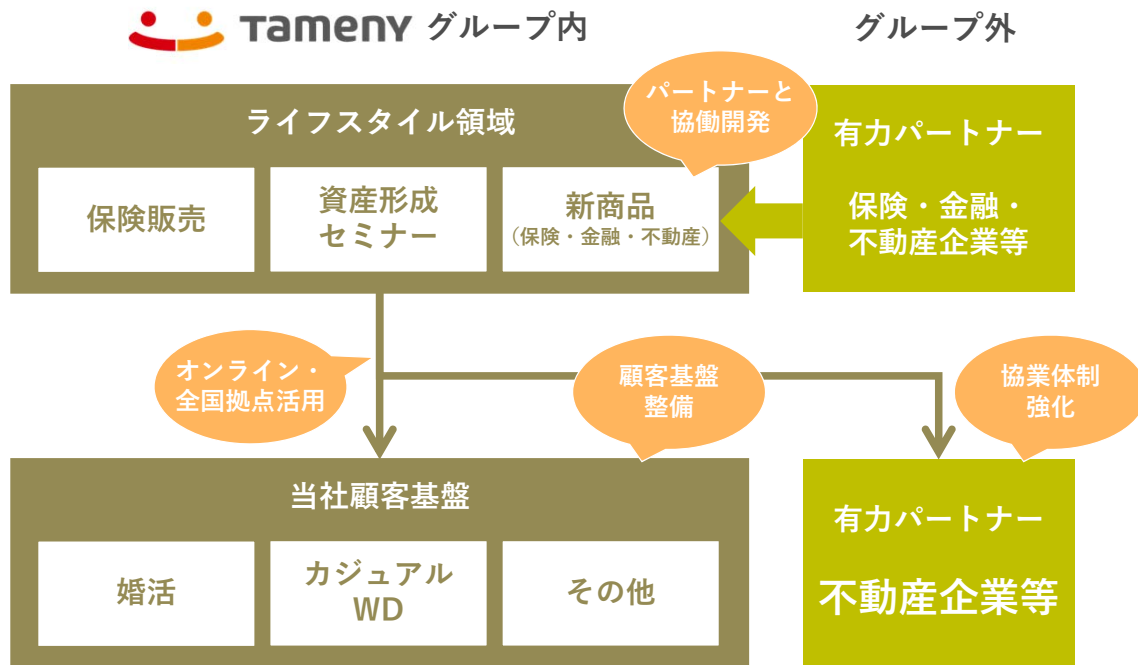 Tameny グループ内
グループ外
ライフスタイル領域
パートナーと
協働開発
保険販売
資産形成
セミナー
新商品
（保険・金融・不動産）
有力パートナー
保険・金融・
不動産企業等
オンライン・
全国拠点活用
顧客基盤
整備
協業体制
強化
当社顧客基盤
婚活
カジュアル
WD
その他
有力パートナー
不動産企業等